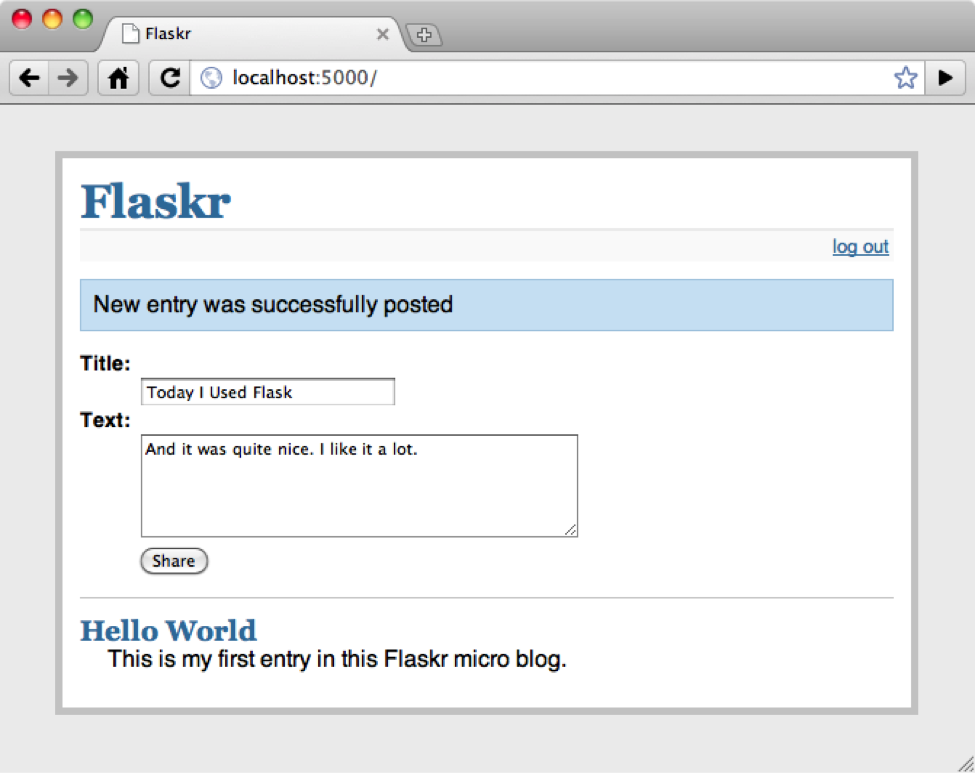 Flaskr
localhost:5000/
Flaskr
log out
New entry was successfully posted
Title:
Today I Used Flask
Text:
And it was quite nice. I like it a lot.
Share
Hello World
This is my first entry in this Flaskr micro blog.